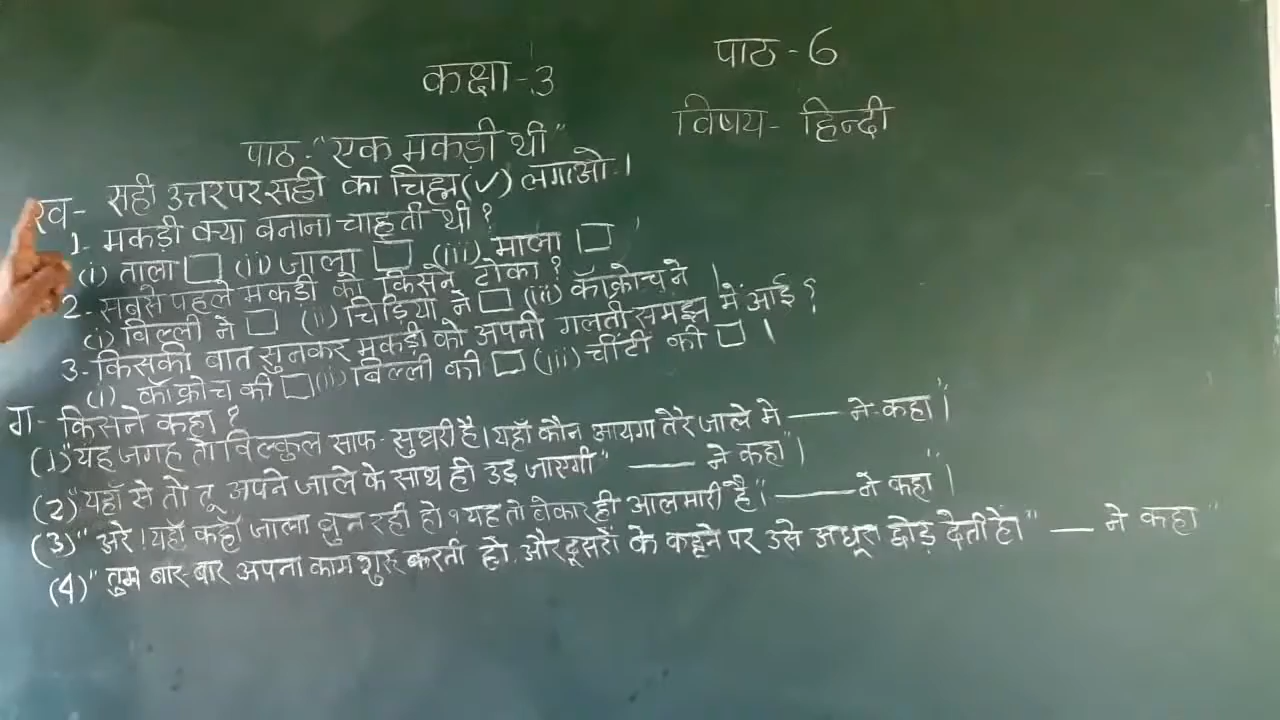 पाठ - 6
कक्षा - 3
विषय - हिन्दी
पाठ - "एक मकड़ी थी"
ख - सही उत्तर पर सही का चिह्न (✓) लगाओ ।
1 - मकड़ी क्या बनाना चाहती थी ?
(i) ताला □ (ii) जाला □ (iii) माला □
2 - सबसे पहले मकड़ी को किसने टोका ?
(i) बिल्ली ने □ (ii) चिड़िया ने □ (iii) कॉक्रोच ने
3 - किसकी बात सुनकर मकड़ी को अपनी गलती समझ में आई ?
(i) कॉक्रोच की □ (ii) बिल्ली की □ (iii) चींटी की □ ।
ग - किसने कहा ?
(1) "यह जगह तो बिल्कुल साफ - सुथरी है । यहाँ कौन आयगा तेरे जाले मे —— ने कहा" ।
(2) "यहाँ से तो तू अपने जाले के साथ ही उड़ जाएगी" —— ने कहा" ।
(3) "अरे ! यहाँ कहाँ जाला बुन रही हो ? यह तो बेकार ही आलमारी है" । —— ने कहा" ।
(4) "तुम बार-बार अपना काम शुरू करती हो और दूसरों के कहने पर उसे अधूरा छोड़ देती हो ।" —— ने कहा"